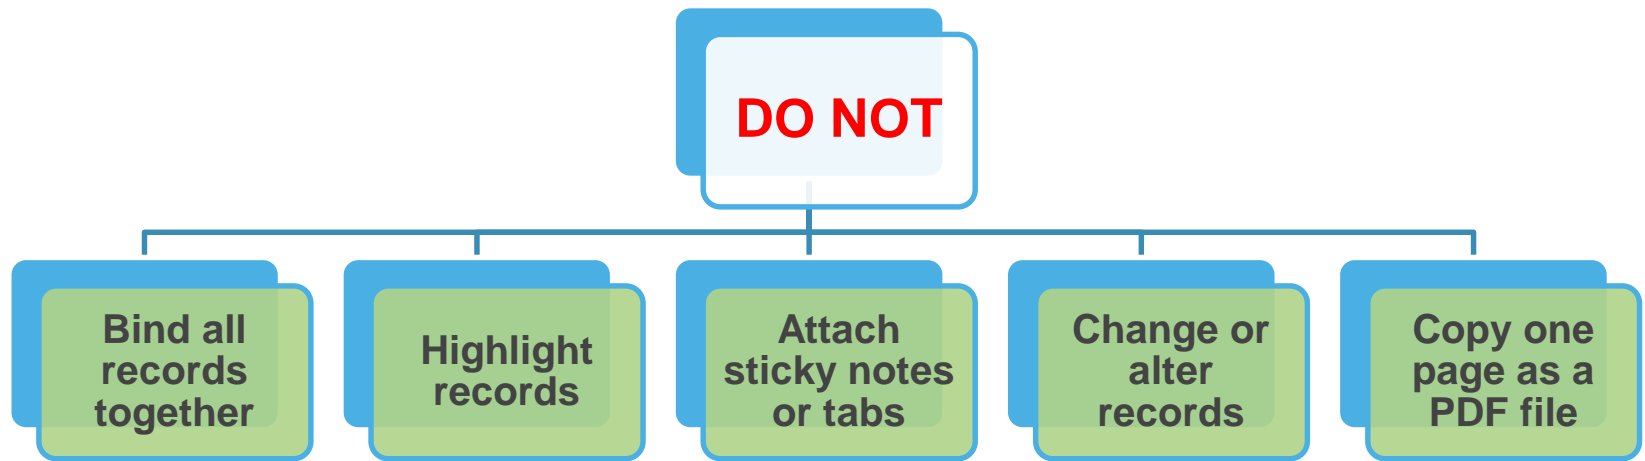 DO NOT
Bind all
records
together
Highlight
records
Attach
sticky notes
or tabs
Change or
alter
records
Copy one
page as a
PDF file